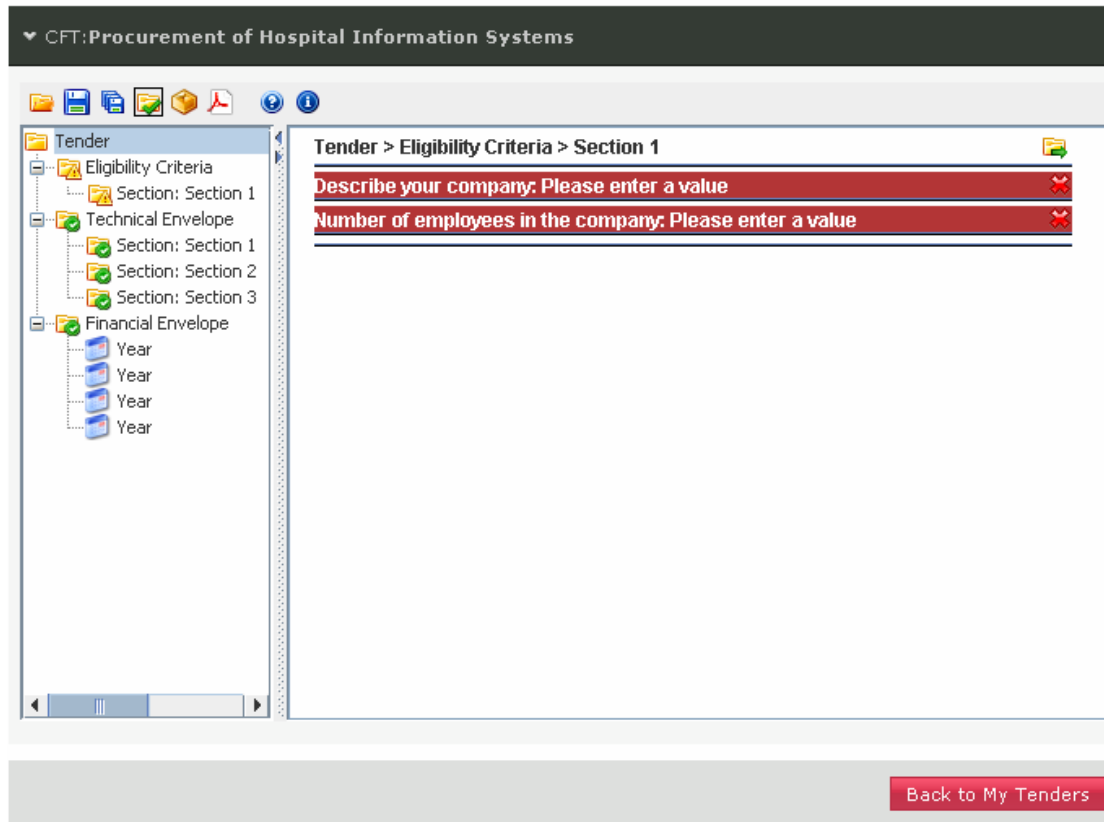 CFT:Procurement of Hospital Information Systems
Tender
Eligibility Criteria
Section: Section 1
Technical Envelope
Section: Section 1
Section: Section 2
Section: Section 3
Financial Envelope
Year
Year
Year
Year
Tender > Eligibility Criteria > Section 1
Describe your company: Please enter a value
Number of employees in the company: Please enter a value
Back to My Tenders